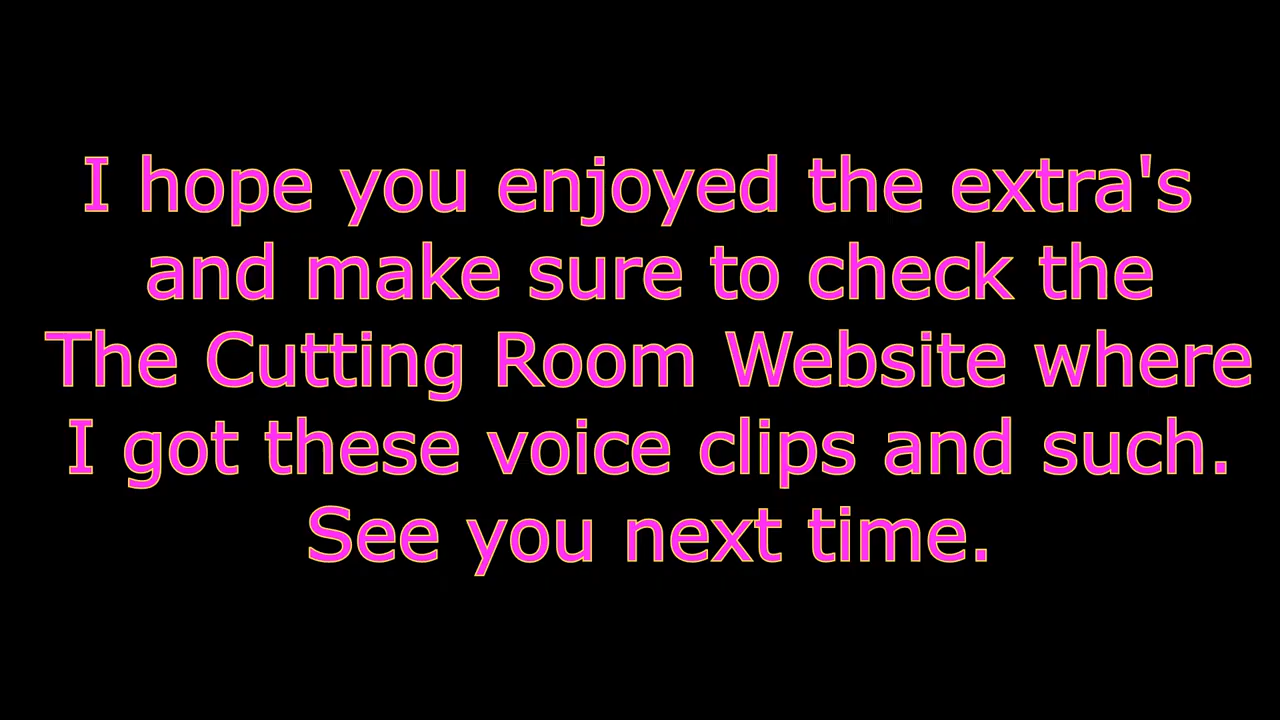 I hope you enjoyed the extra's
and make sure to check the
The Cutting Room Website where
I got these voice clips and such.
See you next time.